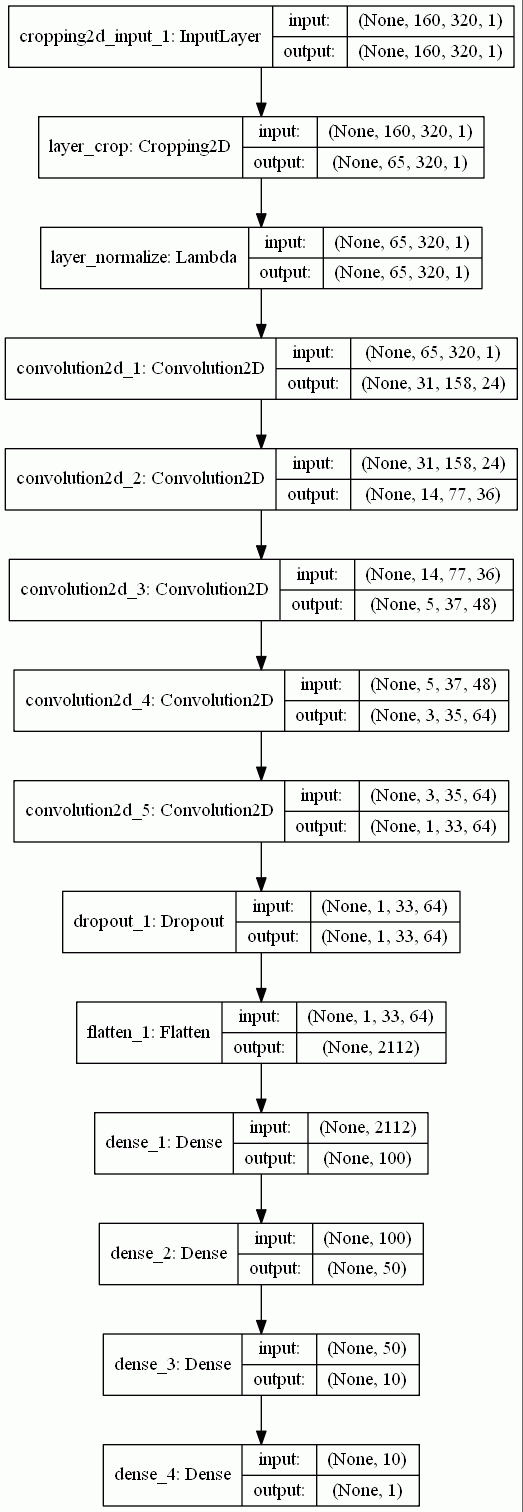 cropping2d_input_1: InputLayer
input: (None, 160, 320, 1)
output: (None, 160, 320, 1)
layer_crop: Cropping2D
input: (None, 160, 320, 1)
output: (None, 65, 320, 1)
layer_normalize: Lambda
input: (None, 65, 320, 1)
output: (None, 65, 320, 1)
convolution2d_1: Convolution2D
input: (None, 65, 320, 1)
output: (None, 31, 158, 24)
convolution2d_2: Convolution2D
input: (None, 31, 158, 24)
output: (None, 14, 77, 36)
convolution2d_3: Convolution2D
input: (None, 14, 77, 36)
output: (None, 5, 37, 48)
convolution2d_4: Convolution2D
input: (None, 5, 37, 48)
output: (None, 3, 35, 64)
convolution2d_5: Convolution2D
input: (None, 3, 35, 64)
output: (None, 1, 33, 64)
dropout_1: Dropout
input: (None, 1, 33, 64)
output: (None, 1, 33, 64)
flatten_1: Flatten
input: (None, 1, 33, 64)
output: (None, 2112)
dense_1: Dense
input: (None, 2112)
output: (None, 100)
dense_2: Dense
input: (None, 100)
output: (None, 50)
dense_3: Dense
input: (None, 50)
output: (None, 10)
dense_4: Dense
input: (None, 10)
output: (None, 1)